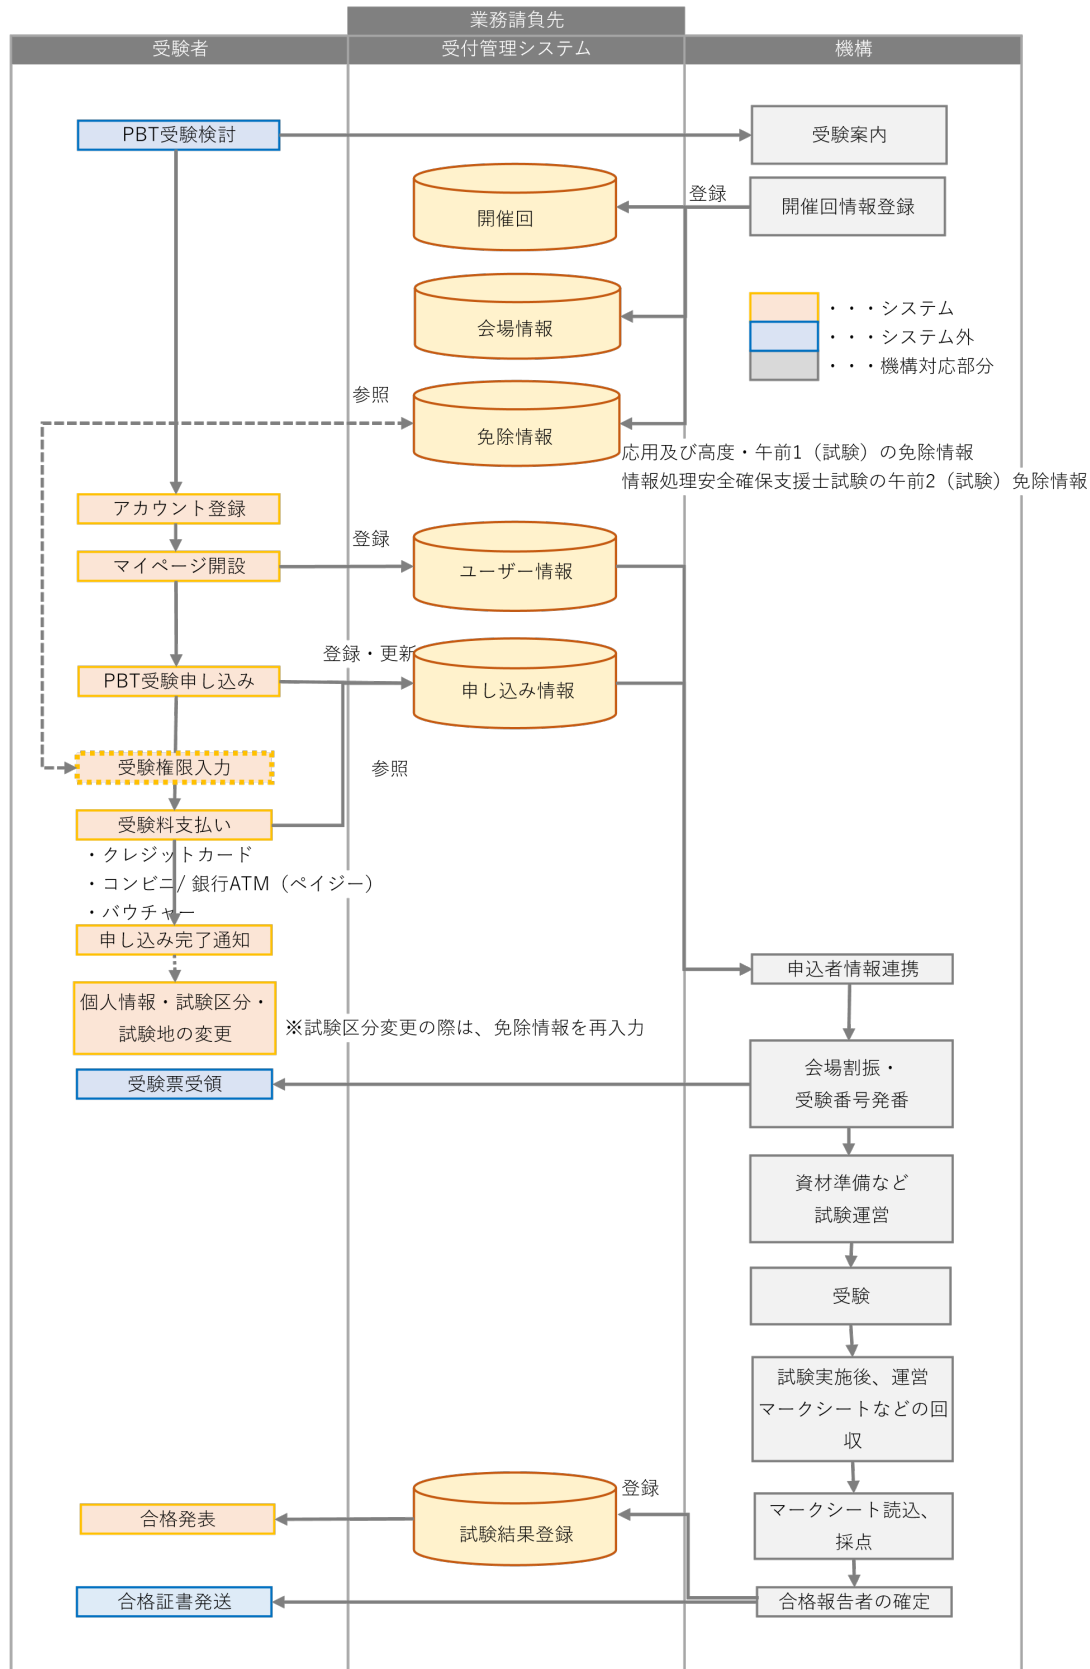 業務請負先
受験者
受付管理システム
機構
PBT受験検討
受験案内
登録
開催回情報登録
開催回
会場情報
・・・システム
・・・システム外
・・・機構対応部分
参照
免除情報
応用及び高度・午前1（試験）の免除情報
情報処理安全確保支援士試験の午前2（試験）免除情報
アカウント登録
登録
マイページ開設
ユーザー情報
登録・更新
PBT受験申し込み
申し込み情報
受験権限入力
参照
受験料支払い
・クレジットカード
・コンビニ/ 銀行ATM（ペイジー）
・バウチャー
申し込み完了通知
申込者情報連携
個人情報・試験区分・
試験地の変更
※試験区分変更の際は、免除情報を再入力
会場割振・
受験番号発番
受験票受領
資材準備など
試験運営
受験
試験実施後、運営
マークシートなどの回
収
登録
マークシート読込、
採点
合格発表
試験結果登録
合格証書発送
合格報告者の確定